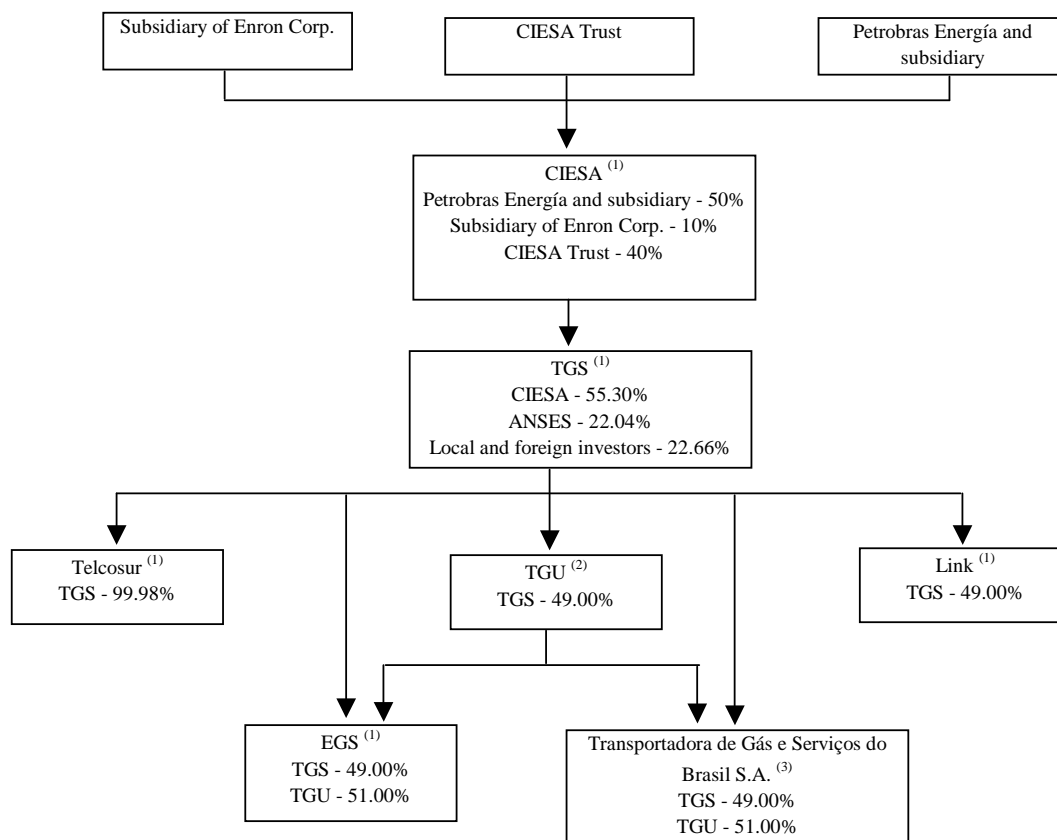 Subsidiary of Enron Corp.
CIESA Trust
Petrobras Energía and
subsidiary
CIESA (1)
Petrobras Energía and subsidiary - 50%
Subsidiary of Enron Corp. - 10%
CIESA Trust - 40%
TGS (1)
CIESA - 55.30%
ANSES - 22.04%
Local and foreign investors - 22.66%
Telcosur (1)
TGS - 99.98%
TGU (2)
TGS - 49.00%
Link (1)
TGS - 49.00%
EGS (1)
TGS - 49.00%
TGU - 51.00%
Transportadora de Gás e Serviços do
Brasil S.A. (3)
TGS - 49.00%
TGU - 51.00%